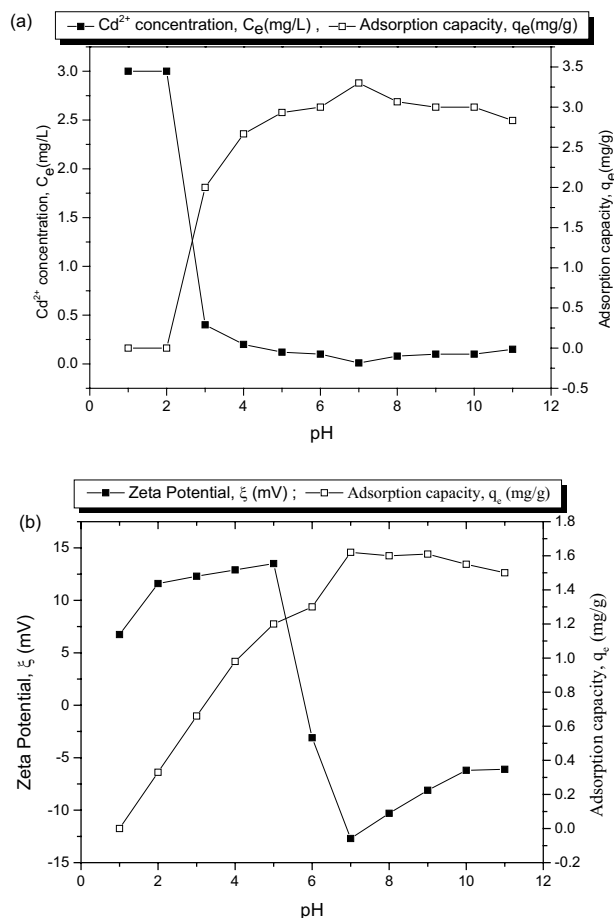 (a)
Cd²⁺ concentration, Cₑ(mg/L) , Adsorption capacity, qₑ(mg/g)
Cd²⁺ concentration, Cₑ(mg/L)
3.0
2.5
2.0
1.5
1.0
0.5
0.0
3.5
3.0
2.5
2.0
1.5
1.0
0.5
0.0
-0.5
Adsorption capacity, qₑ(mg/g)
0 2 4 6 8 10 12
pH
(b)
Zeta Potential, ξ (mV) ; Adsorption capacity, qₑ (mg/g)
Zeta Potential, ξ (mV)
15
10
5
0
-5
-10
-15
1.8
1.6
1.4
1.2
1.0
0.8
0.6
0.4
0.2
0.0
-0.2
Adsorption capacity, qₑ (mg/g)
0 2 4 6 8 10 12
pH